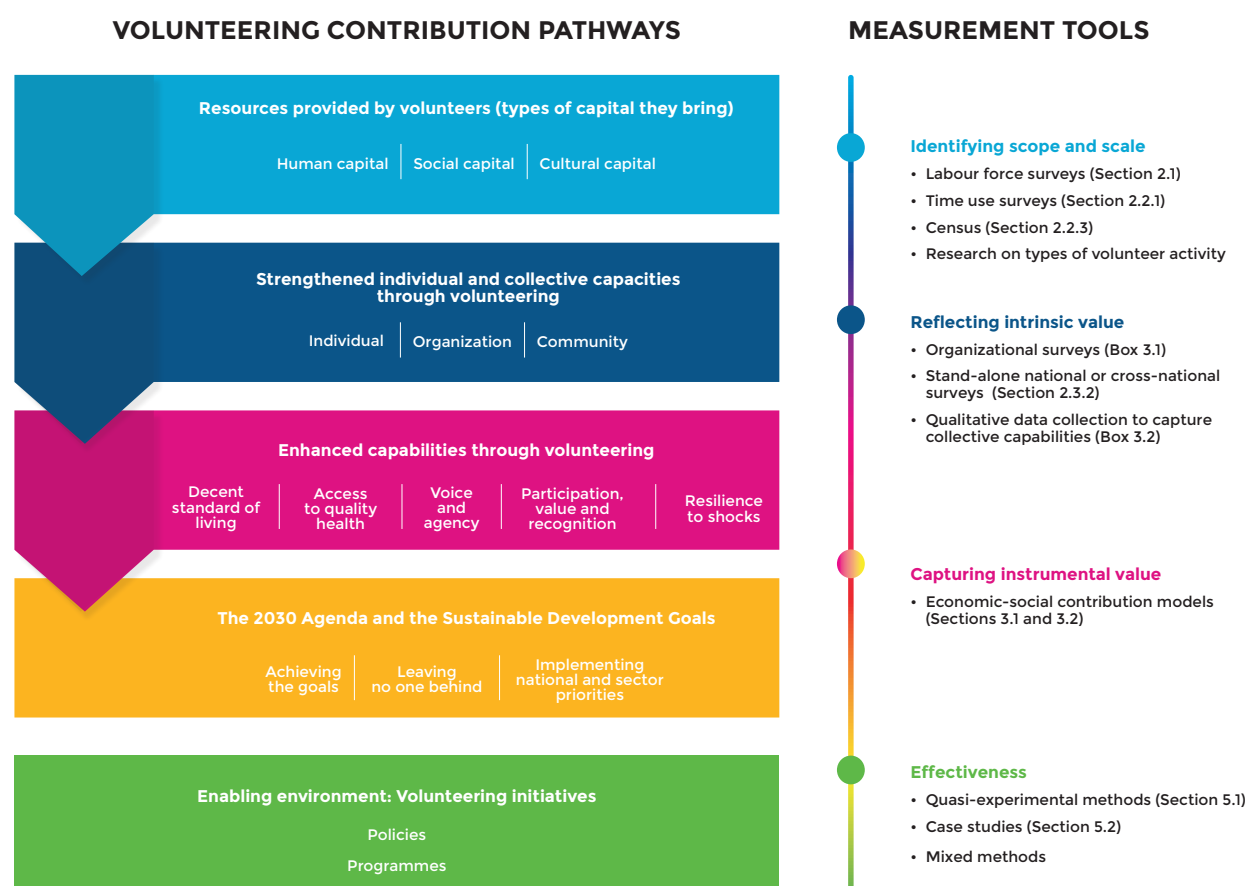 VOLUNTEERING CONTRIBUTION PATHWAYS
Resources provided by volunteers (types of capital they bring)
Human capital
Social capital
Cultural capital
Strengthened individual and collective capacities
through volunteering
Individual
Organization
Community
Enhanced capabilities through volunteering
Decent
standard of
living
Access
to quality
health
Voice
and
agency
Participation,
value and
recognition
Resilience
to shocks
The 2030 Agenda and the Sustainable Development Goals
Achieving
the goals
Leaving
no one behind
Implementing
national and sector
priorities
Enabling environment: Volunteering initiatives
Policies
Programmes
MEASUREMENT TOOLS
Identifying scope and scale
• Labour force surveys (Section 2.1)
• Time use surveys (Section 2.2.1)
• Census (Section 2.2.3)
• Research on types of volunteer activity
Reflecting intrinsic value
• Organizational surveys (Box 3.1)
• Stand-alone national or cross-national
surveys (Section 2.3.2)
• Qualitative data collection to capture
collective capabilities (Box 3.2)
Capturing instrumental value
• Economic-social contribution models
(Sections 3.1 and 3.2)
Effectiveness
• Quasi-experimental methods (Section 5.1)
• Case studies (Section 5.2)
• Mixed methods